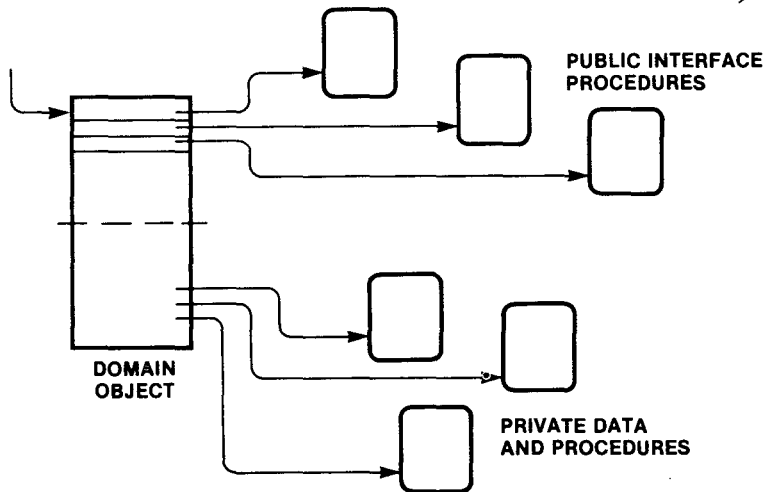 PUBLIC INTERFACE
PROCEDURES
DOMAIN
OBJECT
PRIVATE DATA
AND PROCEDURES